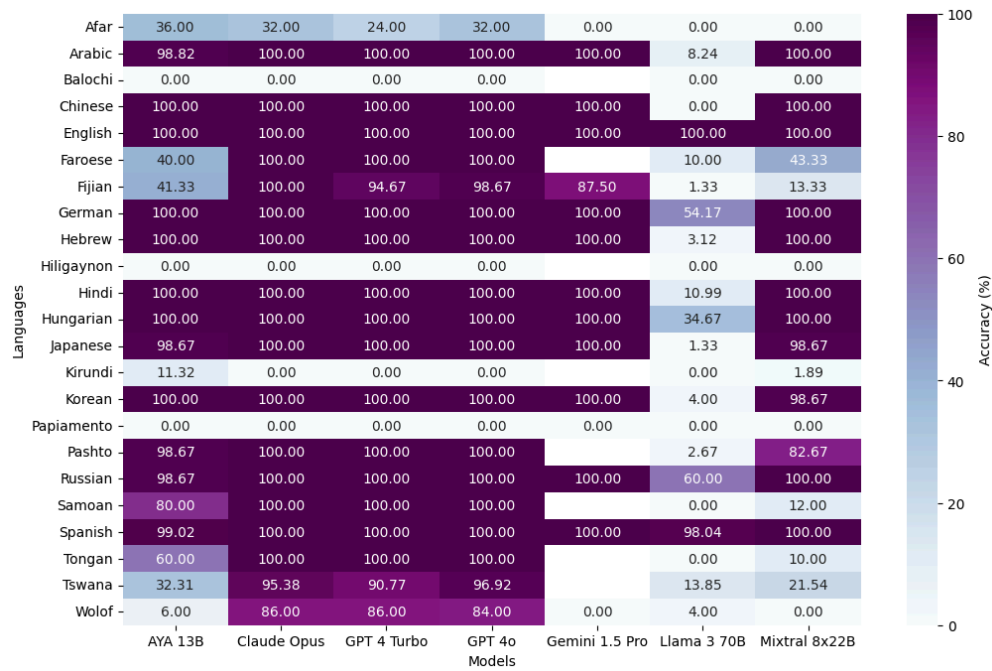 Afar 36.00 32.00 24.00 32.00 0.00 0.00 0.00
Arabic 98.82 100.00 100.00 100.00 100.00 8.24 100.00
Balochi 0.00 0.00 0.00 0.00 0.00 0.00
Chinese 100.00 100.00 100.00 100.00 100.00 0.00 100.00
English 100.00 100.00 100.00 100.00 100.00 100.00 100.00
Faroese 40.00 100.00 100.00 100.00 10.00 43.33
Fijian 41.33 100.00 94.67 98.67 87.50 1.33 13.33
German 100.00 100.00 100.00 100.00 100.00 54.17 100.00
Hebrew 100.00 100.00 100.00 100.00 100.00 3.12 100.00
Hiligaynon 0.00 0.00 0.00 0.00 0.00 0.00
Hindi 100.00 100.00 100.00 100.00 100.00 10.99 100.00
Hungarian 100.00 100.00 100.00 100.00 100.00 34.67 100.00
Japanese 98.67 100.00 100.00 100.00 100.00 1.33 98.67
Kirundi 11.32 0.00 0.00 0.00 0.00 1.89
Korean 100.00 100.00 100.00 100.00 100.00 4.00 98.67
Papiamento 0.00 0.00 0.00 0.00 0.00 0.00 0.00
Pashto 98.67 100.00 100.00 100.00 2.67 82.67
Russian 98.67 100.00 100.00 100.00 100.00 60.00 100.00
Samoan 80.00 100.00 100.00 100.00 0.00 12.00
Spanish 99.02 100.00 100.00 100.00 100.00 98.04 100.00
Tongan 60.00 100.00 100.00 100.00 0.00 10.00
Tswana 32.31 95.38 90.77 96.92 13.85 21.54
Wolof 6.00 86.00 86.00 84.00 0.00 4.00 0.00
AYA 13B Claude Opus GPT 4 Turbo GPT 4o Gemini 1.5 Pro Llama 3 70B Mixtral 8x22B
Models
Languages
100
80
60
40
20
0
Accuracy (%)